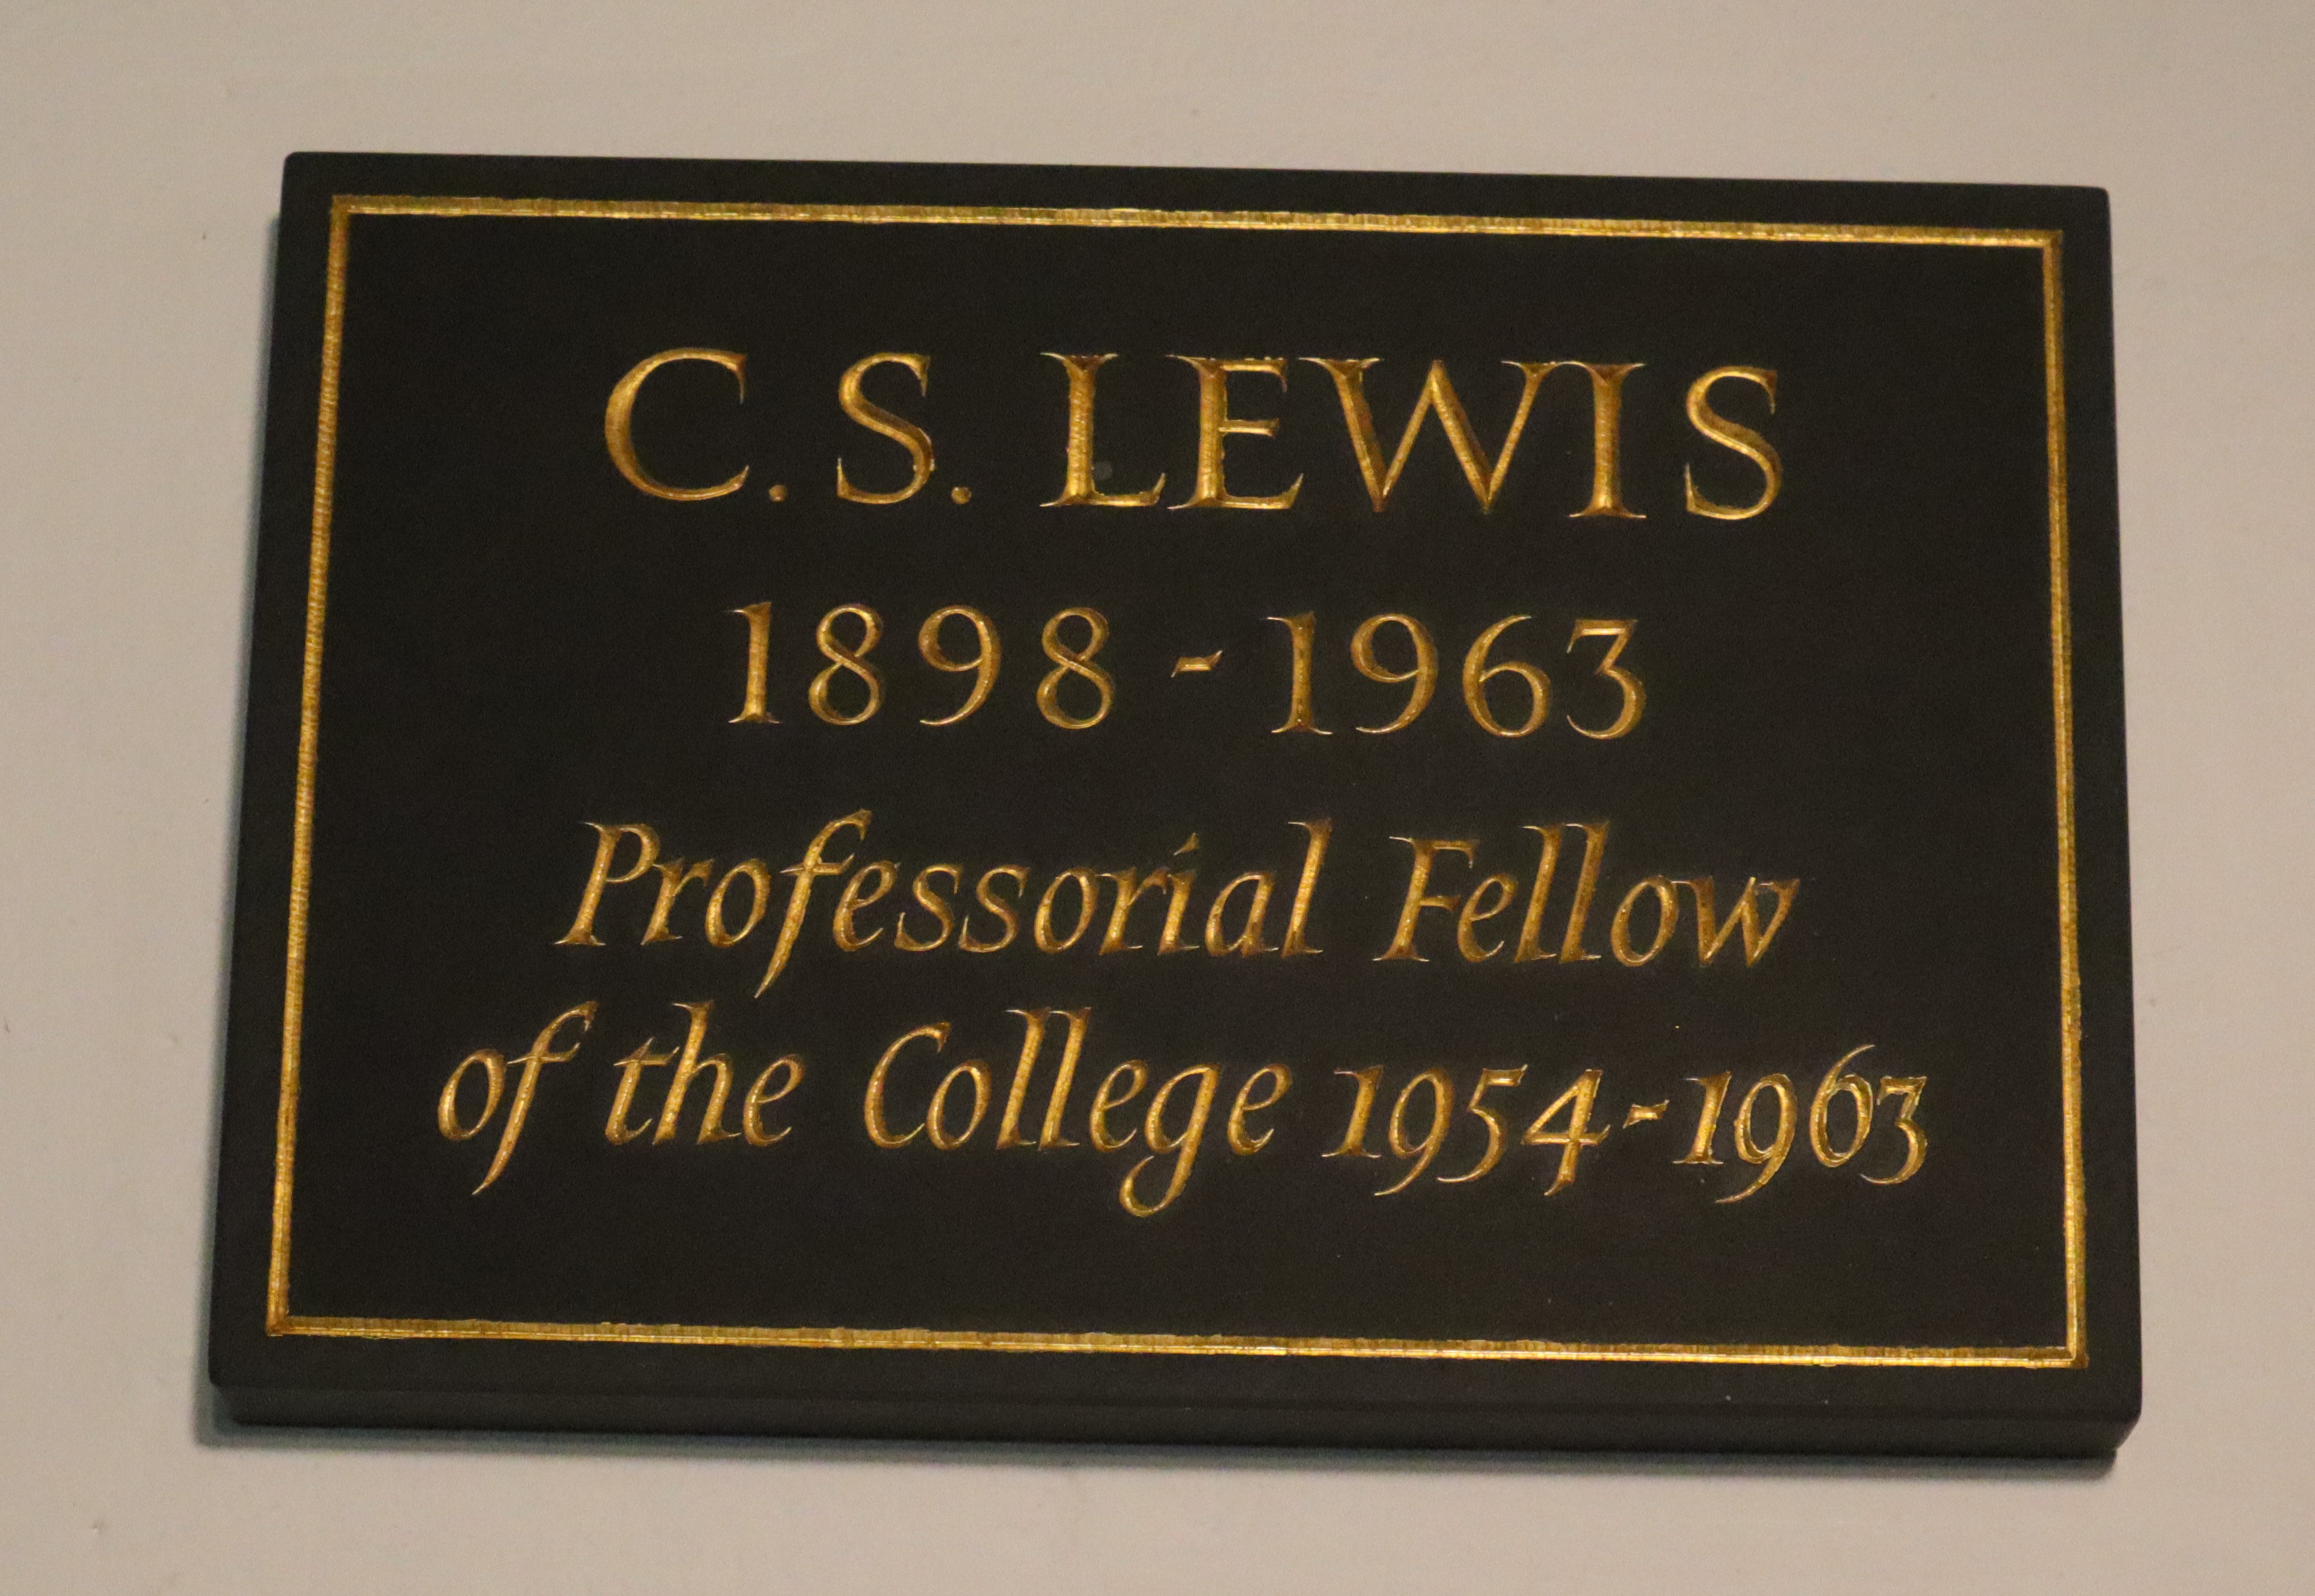 C. S. LEWIS
1898 - 1963
Professorial Fellow
of the College 1954-1963